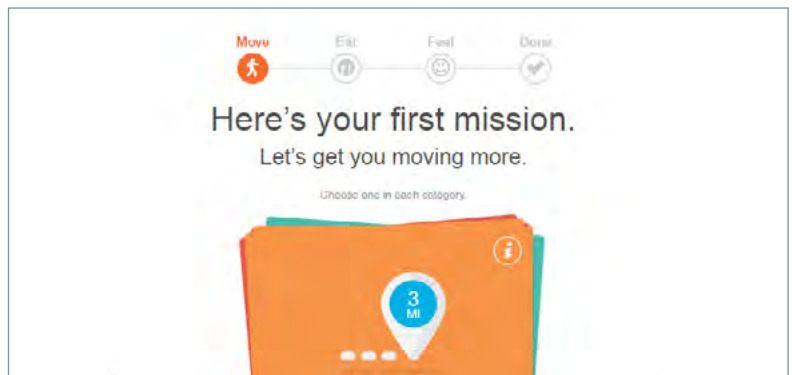 Move Eat Feel Done
Here's your first mission.
Let's get you moving more.
Choose one in each category.
i
3
MI